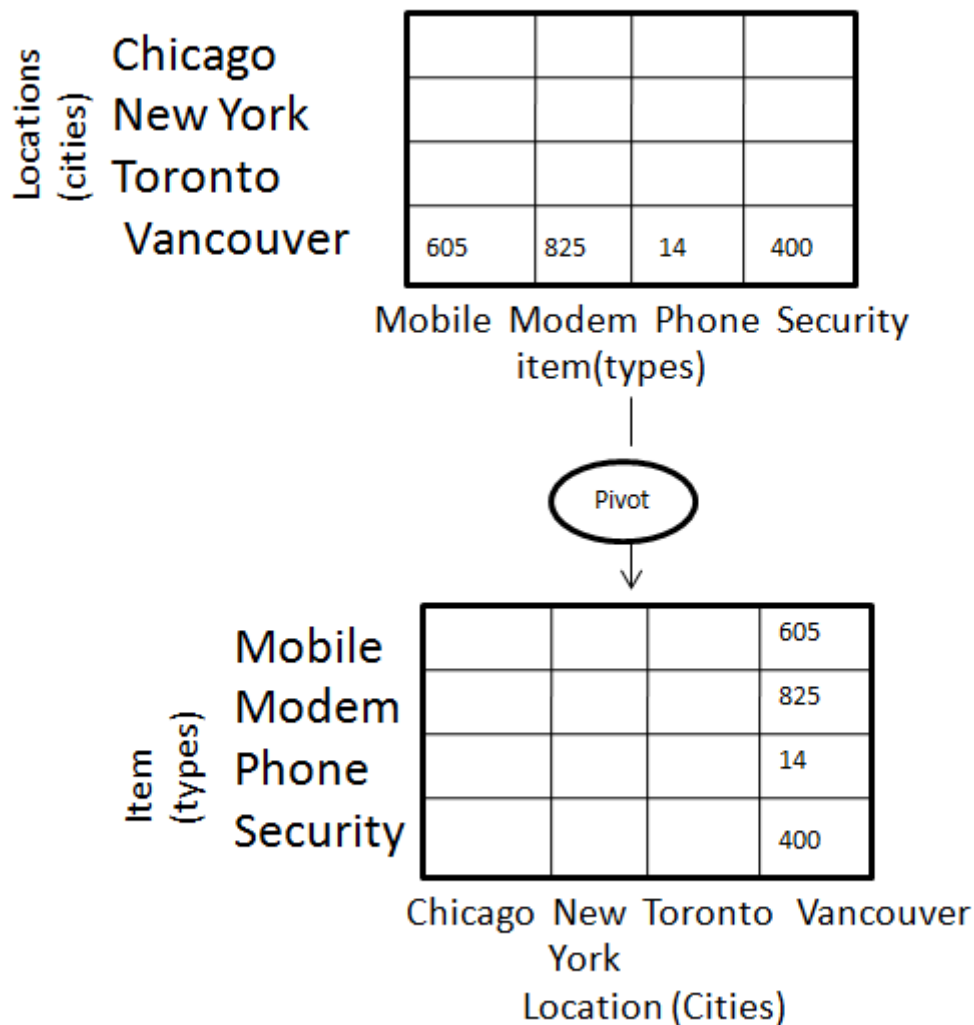 Locations
(cities)
Chicago
New York
Toronto
Vancouver
605 825 14 400
Mobile Modem Phone Security
item(types)
Pivot
Item
(types)
Mobile
Modem
Phone
Security
605
825
14
400
Chicago New Toronto Vancouver
York
Location (Cities)